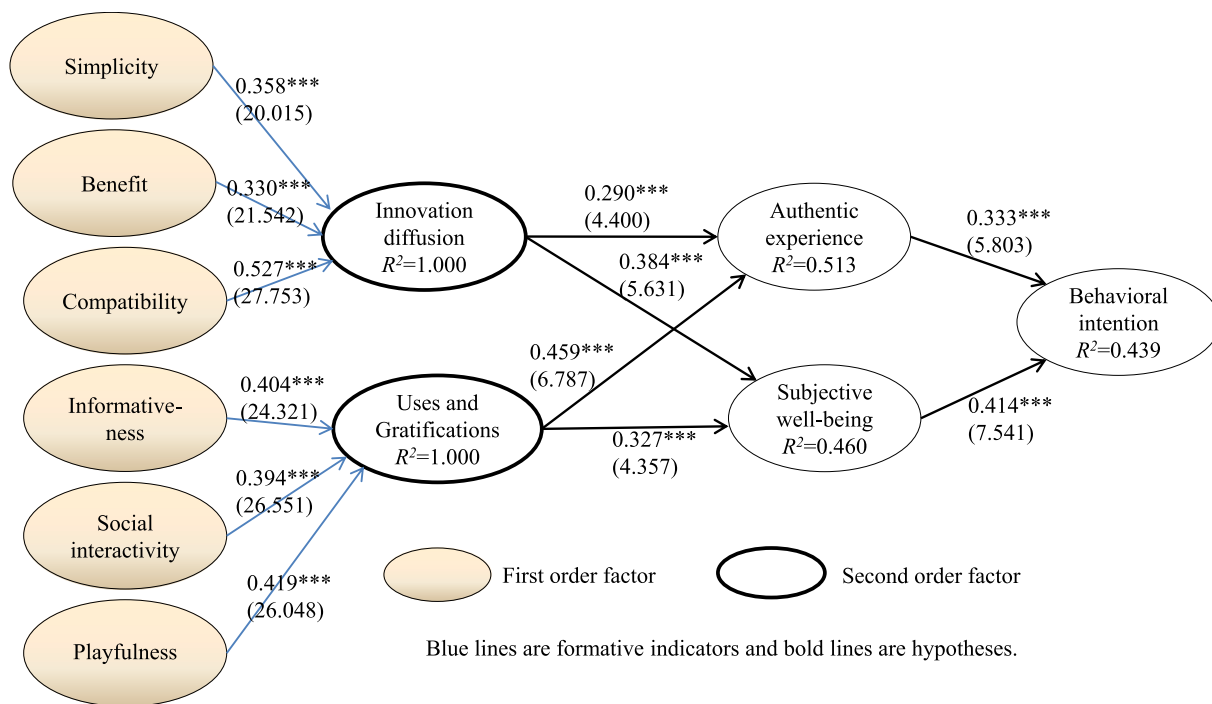 Simplicity
0.358***
(20.015)
Benefit
0.330***
(21.542)
Compatibility
0.527***
(27.753)
Informative-
ness
0.404***
(24.321)
Social
interactivity
0.394***
(26.551)
Playfulness
0.419***
(26.048)
Innovation
diffusion
R²=1.000
Uses and
Gratifications
R²=1.000
0.290***
(4.400)
0.384***
(5.631)
0.459***
(6.787)
0.327***
(4.357)
Authentic
experience
R²=0.513
Subjective
well-being
R²=0.460
0.333***
(5.803)
0.414***
(7.541)
Behavioral
intention
R²=0.439
First order factor
Second order factor
Blue lines are formative indicators and bold lines are hypotheses.